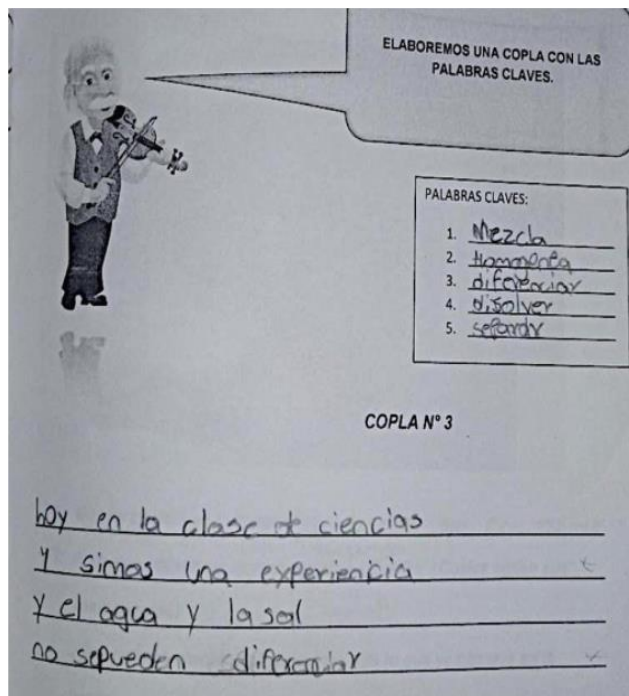 ELABOREMOS UNA COPLA CON LAS
PALABRAS CLAVES.
PALABRAS CLAVES:
1. Mezcla
2.
3. diferenciar
4. disolver
5. separar
COPLA N° 3
hoy en la clase de ciencias
y simos una experiencia
y el agua y la sal
no sepueden diferenciar